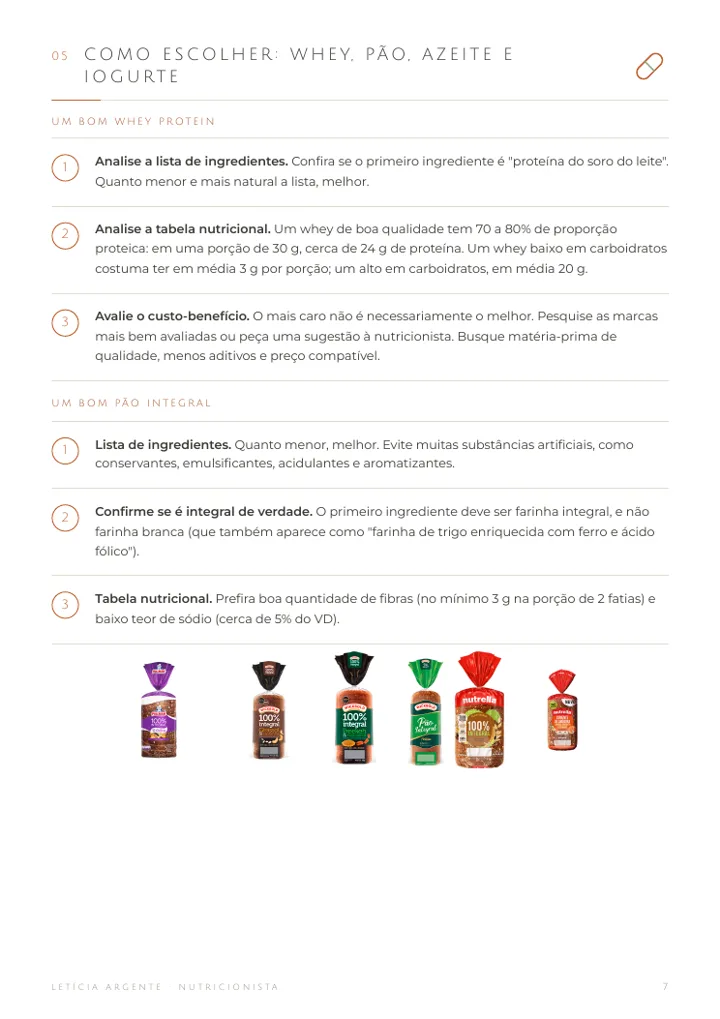 05 COMO ESCOLHER: WHEY, PÃO, AZEITE E
IOGURTE
UM BOM WHEY PROTEIN
1 Analise a lista de ingredientes. Confira se o primeiro ingrediente é "proteína do soro do leite".
Quanto menor e mais natural a lista, melhor.
2 Analise a tabela nutricional. Um whey de boa qualidade tem 70 a 80% de proporção
proteica: em uma porção de 30 g, cerca de 24 g de proteína. Um whey baixo em carboidratos
costuma ter em média 3 g por porção; um alto em carboidratos, em média 20 g.
3 Avalie o custo-benefício. O mais caro não é necessariamente o melhor. Pesquise as marcas
mais bem avaliadas ou peça uma sugestão à nutricionista. Busque matéria-prima de
qualidade, menos aditivos e preço compatível.
UM BOM PÃO INTEGRAL
1 Lista de ingredientes. Quanto menor, melhor. Evite muitas substâncias artificiais, como
conservantes, emulsificantes, acidulantes e aromatizantes.
2 Confirme se é integral de verdade. O primeiro ingrediente deve ser farinha integral, e não
farinha branca (que também aparece como "farinha de trigo enriquecida com ferro e ácido
fólico").
3 Tabela nutricional. Prefira boa quantidade de fibras (no mínimo 3 g na porção de 2 fatias) e
baixo teor de sódio (cerca de 5% do VD).
100%
100%
integral
100%
integral
Pão
Integral
nutrella
100%
INTEGRAL
nutrella
LETÍCIA ARGENTE NUTRICIONISTA 7